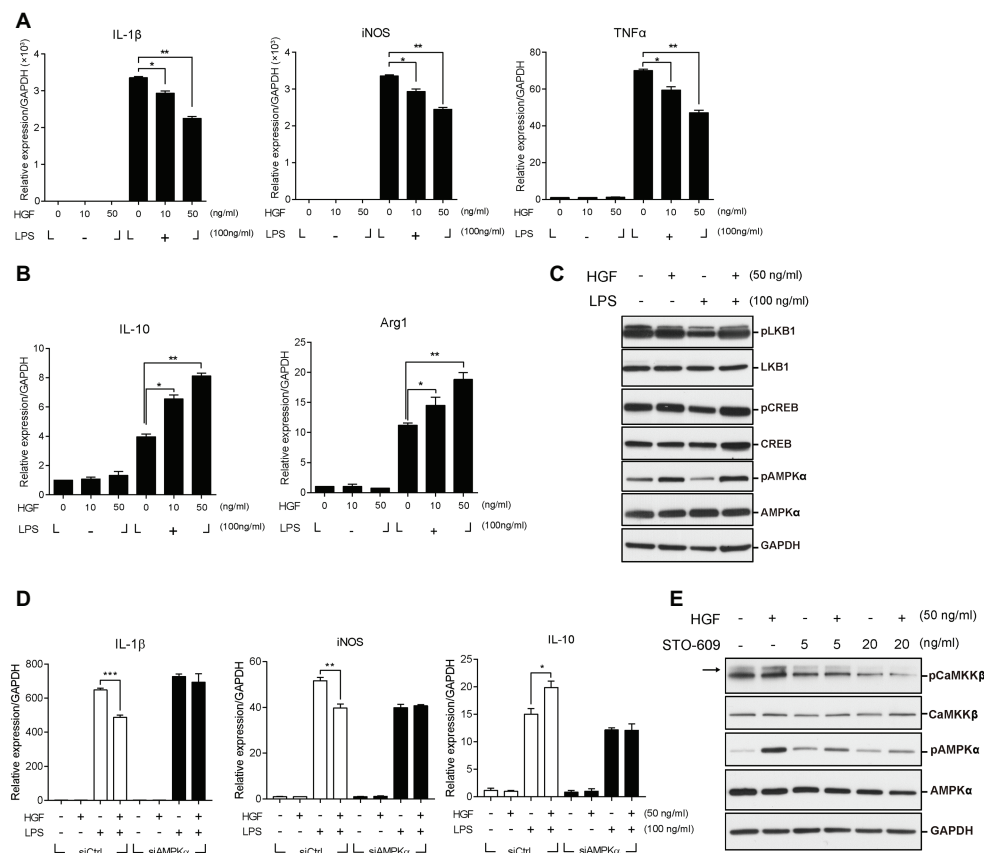 A
IL-1β
Relative expression/GAPDH (×10³)
4
3
2
1
0
*
**
HGF 0 10 50 0 10 50 (ng/ml)
LPS - + (100ng/ml)
iNOS
Relative expression/GAPDH (×10³)
4
3
2
1
0
*
**
HGF 0 10 50 0 10 50 (ng/ml)
LPS - + (100ng/ml)
TNFα
Relative expression/GAPDH
80
60
40
20
0
*
**
HGF 0 10 50 0 10 50 (ng/ml)
LPS - + (100ng/ml)
B
IL-10
Relative expression/GAPDH
10
8
6
4
2
0
*
**
HGF 0 10 50 0 10 50 (ng/ml)
LPS - + (100ng/ml)
Arg1
Relative expression/GAPDH
25
20
15
10
5
0
*
**
HGF 0 10 50 0 10 50 (ng/ml)
LPS - + (100ng/ml)
C
HGF - + - + (50 ng/ml)
LPS - - + + (100 ng/ml)
pLKB1
LKB1
pCREB
CREB
pAMPKα
AMPKα
GAPDH
D
IL-1β
Relative expression/GAPDH
800
600
400
200
0
***
HGF - + - + - + - +
LPS - - + + - - + +
siCtrl siAMPKα
iNOS
Relative expression/GAPDH
60
40
20
0
**
HGF - + - + - + - +
LPS - - + + - - + +
siCtrl siAMPKα
IL-10
Relative expression/GAPDH
25
20
15
10
5
0
*
HGF - + - + - + - + (50 ng/ml)
LPS - - + + - - + + (100 ng/ml)
siCtrl siAMPKα
E
HGF - + - + - + (50 ng/ml)
STO-609 - - 5 5 20 20 (ng/ml)
pCaMKKβ
CaMKKβ
pAMPKα
AMPKα
GAPDH